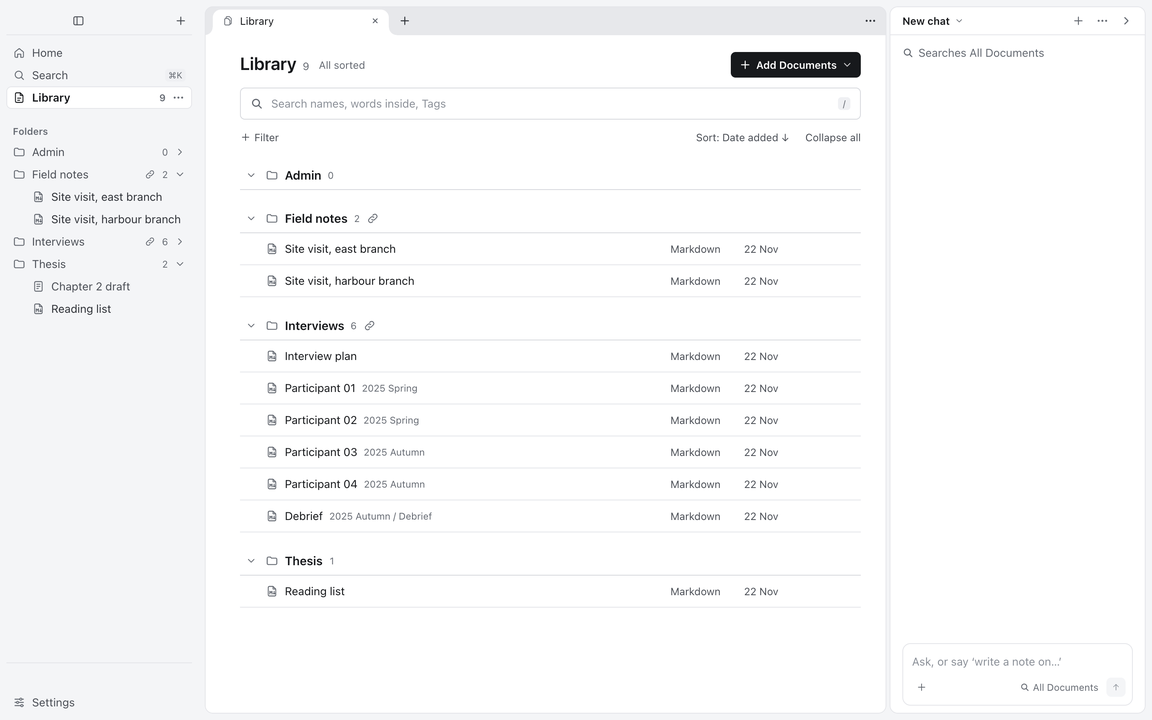 Home
Search ⌘K
Library 9
Folders
Admin 0
Field notes 2
Site visit, east branch
Site visit, harbour branch
Interviews 6
Thesis 2
Chapter 2 draft
Reading list
Settings
Library
Library 9 All sorted
Add Documents
Search names, words inside, Tags /
Filter
Sort: Date added ↓ Collapse all
Admin 0
Field notes 2
Site visit, east branch Markdown 22 Nov
Site visit, harbour branch Markdown 22 Nov
Interviews 6
Interview plan Markdown 22 Nov
Participant 01 2025 Spring Markdown 22 Nov
Participant 02 2025 Spring Markdown 22 Nov
Participant 03 2025 Autumn Markdown 22 Nov
Participant 04 2025 Autumn Markdown 22 Nov
Debrief 2025 Autumn / Debrief Markdown 22 Nov
Thesis 1
Reading list Markdown 22 Nov
New chat
Searches All Documents
Ask, or say ‘write a note on…’
All Documents